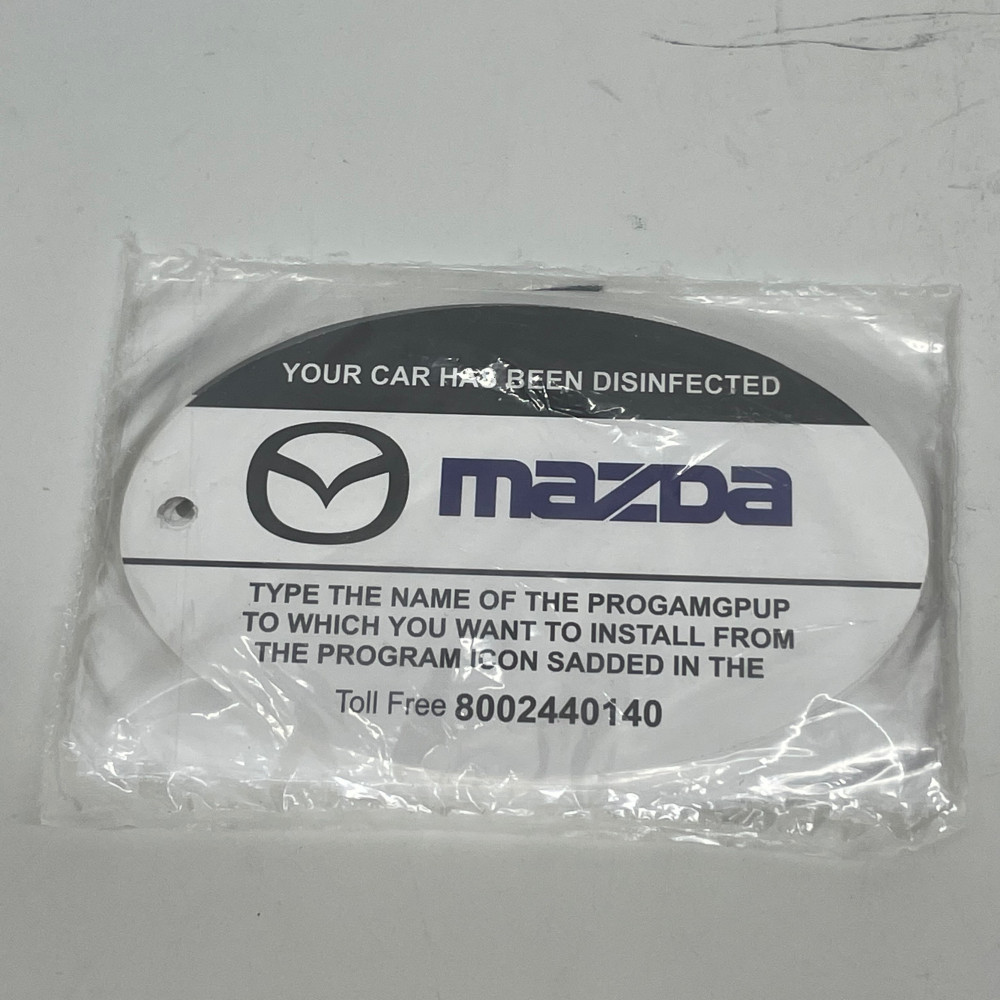 YOUR CAR HAS BEEN DISINFECTED
mazda
TYPE THE NAME OF THE PROGAMGPUP
TO WHICH YOU WANT TO INSTALL FROM
THE PROGRAM ICON SADDED IN THE
Toll Free 8002440140